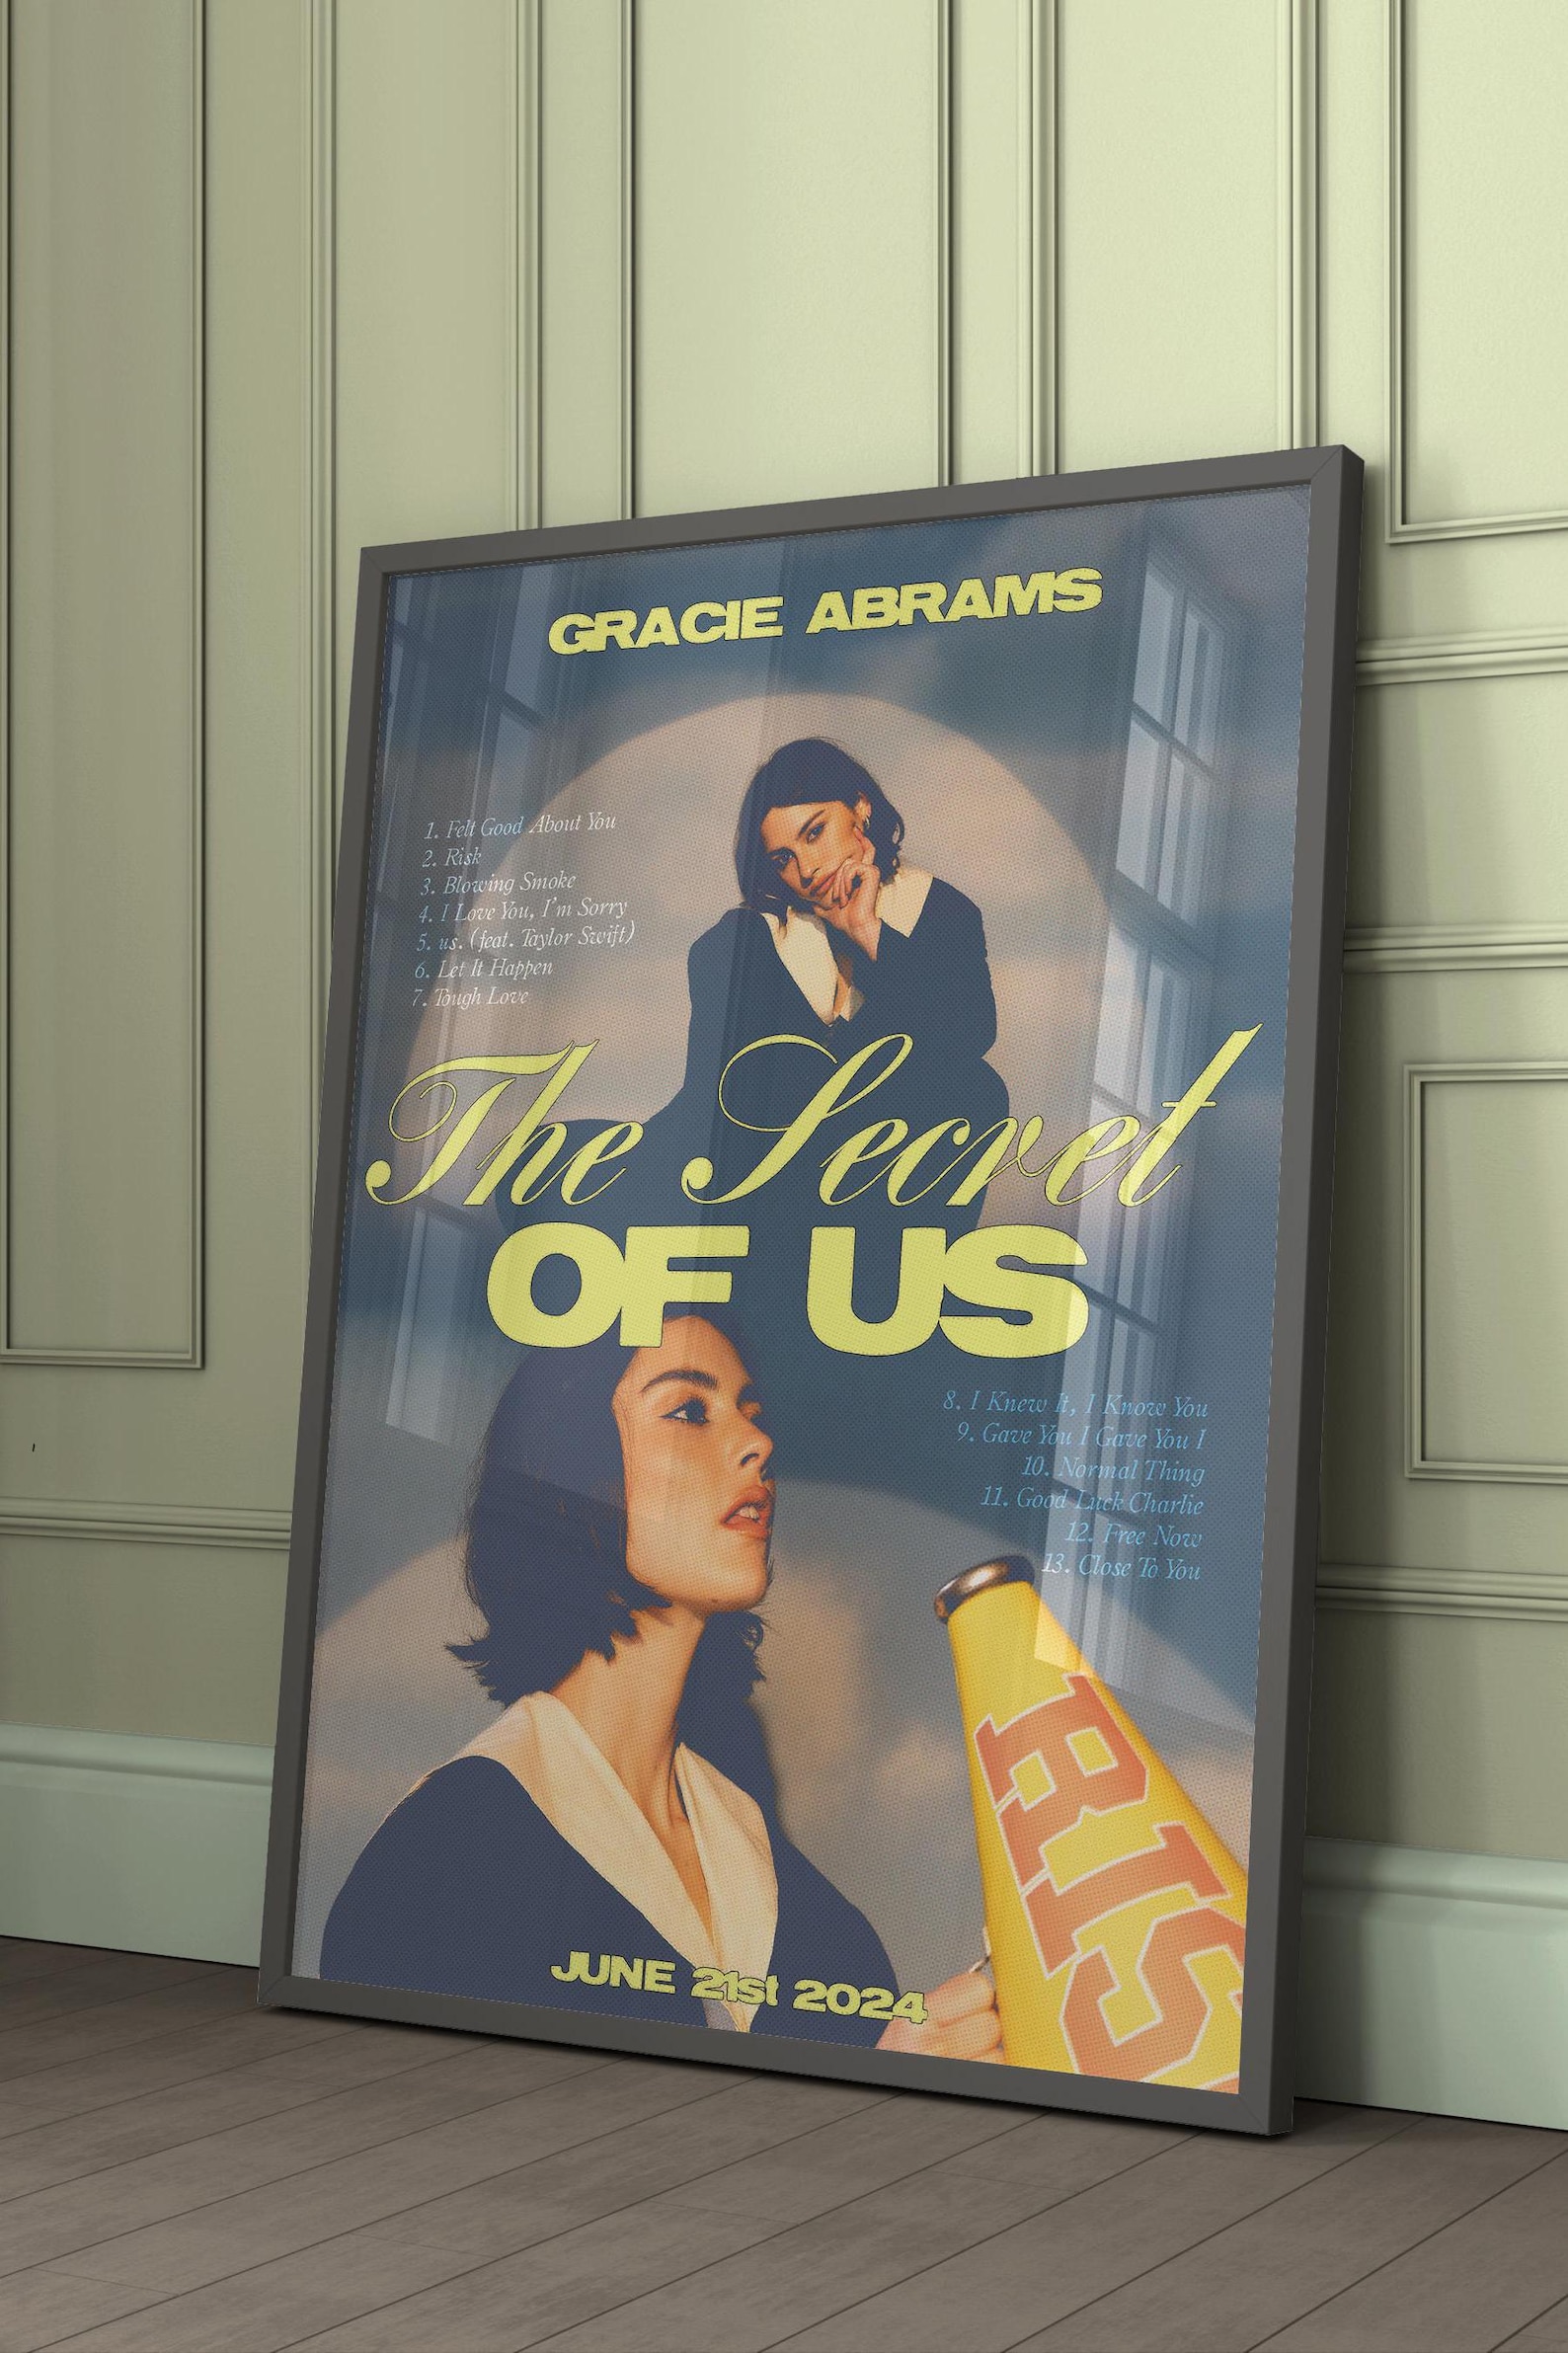 GRACIE ABRAMS
1. Felt Good About You
2. Risk
3. Blowing Smoke
4. I Love You, I'm Sorry
5. us. (feat. Taylor Swift)
6. Let It Happen
7. Tough Love
The Secret
OF US
8. I Knew It, I Know You
9. Gave You I Gave You I
10. Normal Thing
11. Good Luck Charlie
12. Free Now
13. Close To You
RIS
JUNE 21st 2024